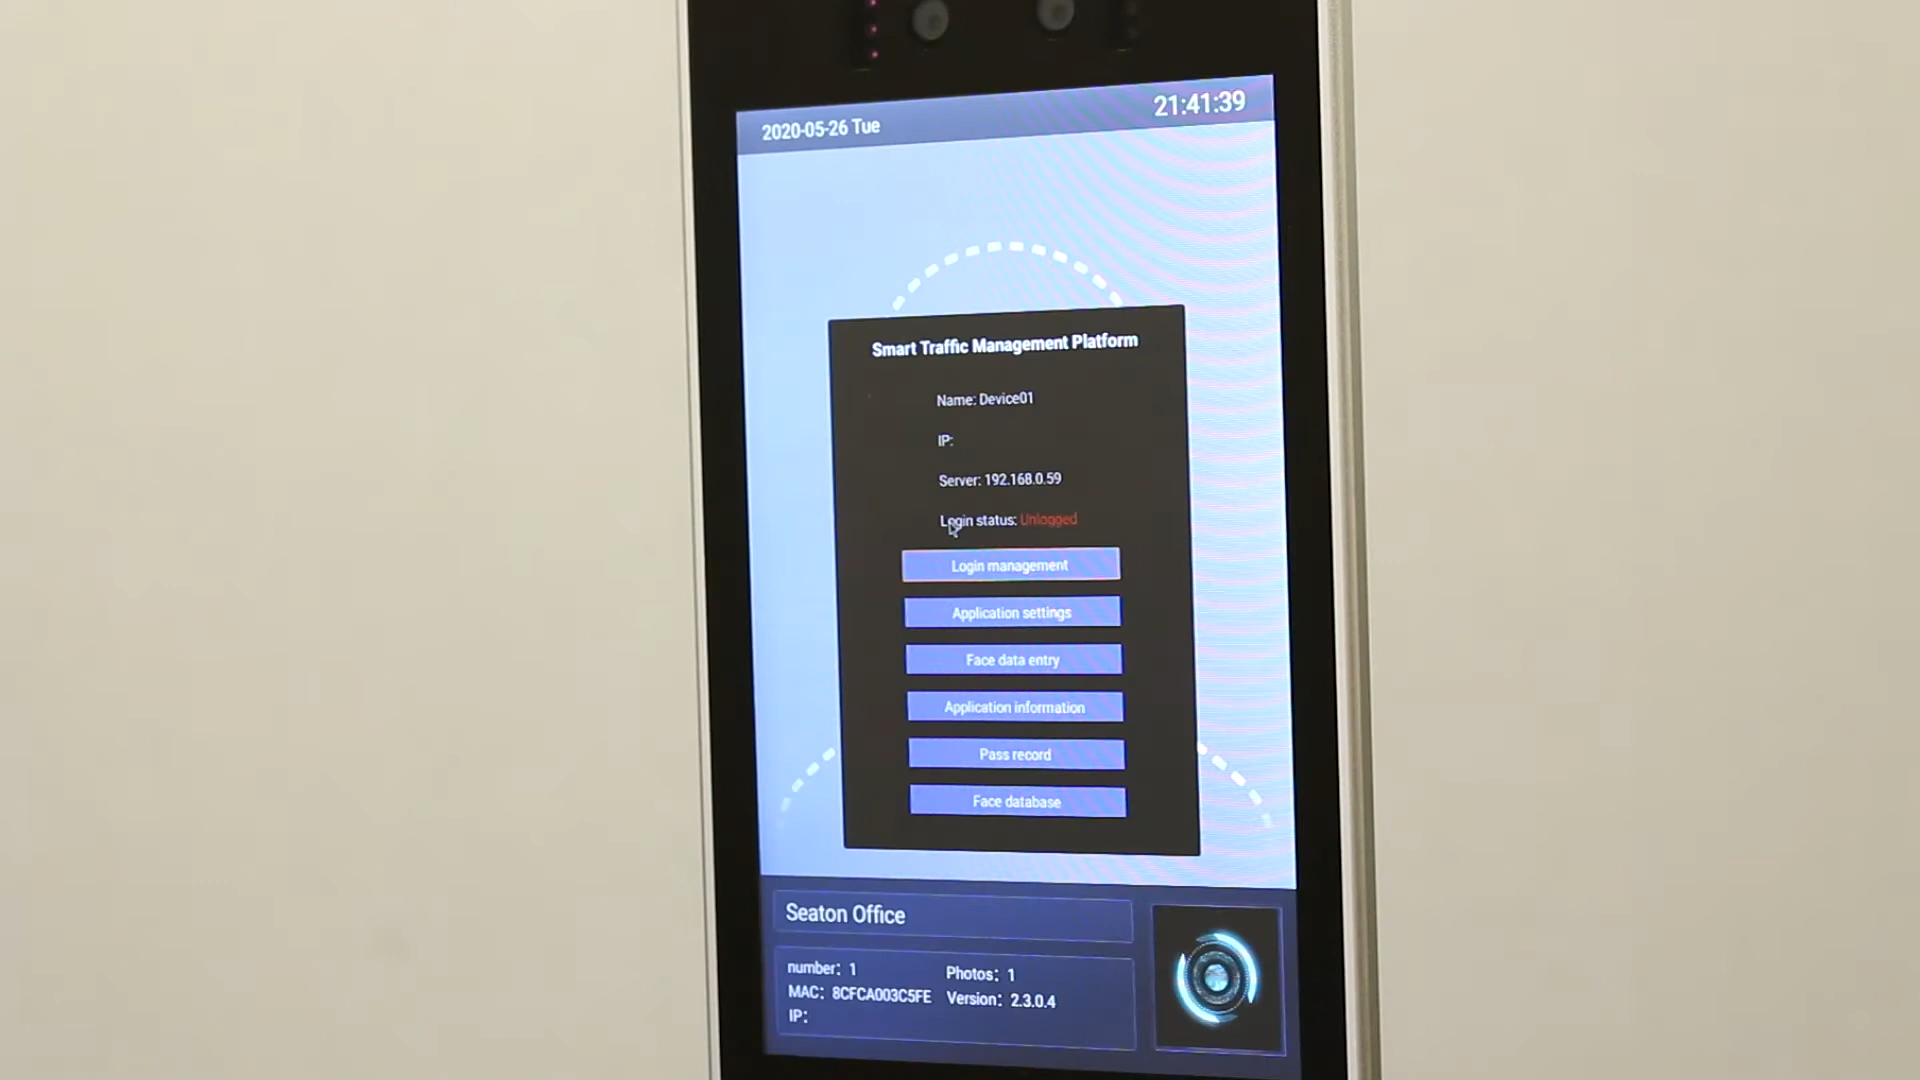 2020-05-26 Tue
21:41:39
Smart Traffic Management Platform
Name: Device01
IP:
Server: 192.168.0.59
Login status: Unlogged
Login management
Application settings
Face data entry
Application information
Pass record
Face database
Seaton Office
number: 1
Photos: 1
MAC: 8CFCA003C5FE
Version: 2.3.0.4
IP: